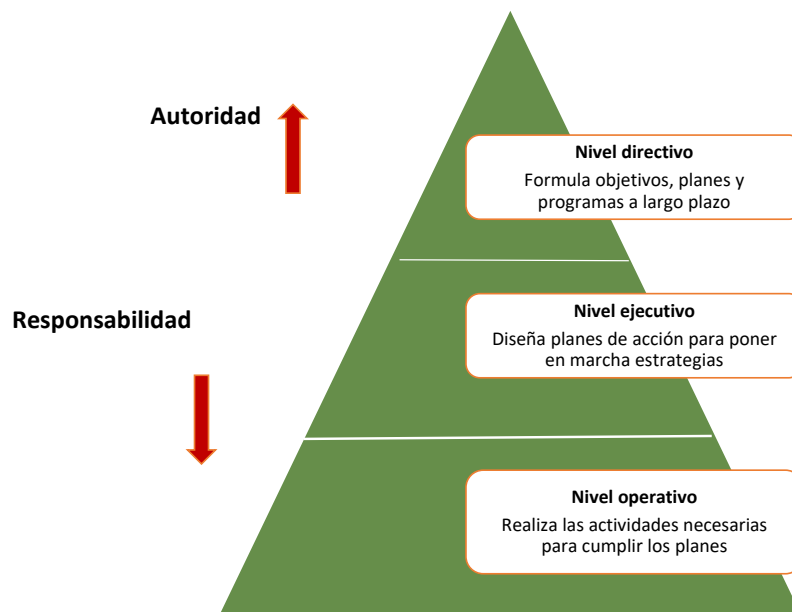 Autoridad
Nivel directivo
Formula objetivos, planes y
programas a largo plazo
Responsabilidad
Nivel ejecutivo
Diseña planes de acción para poner
en marcha estrategias
Nivel operativo
Realiza las actividades necesarias
para cumplir los planes